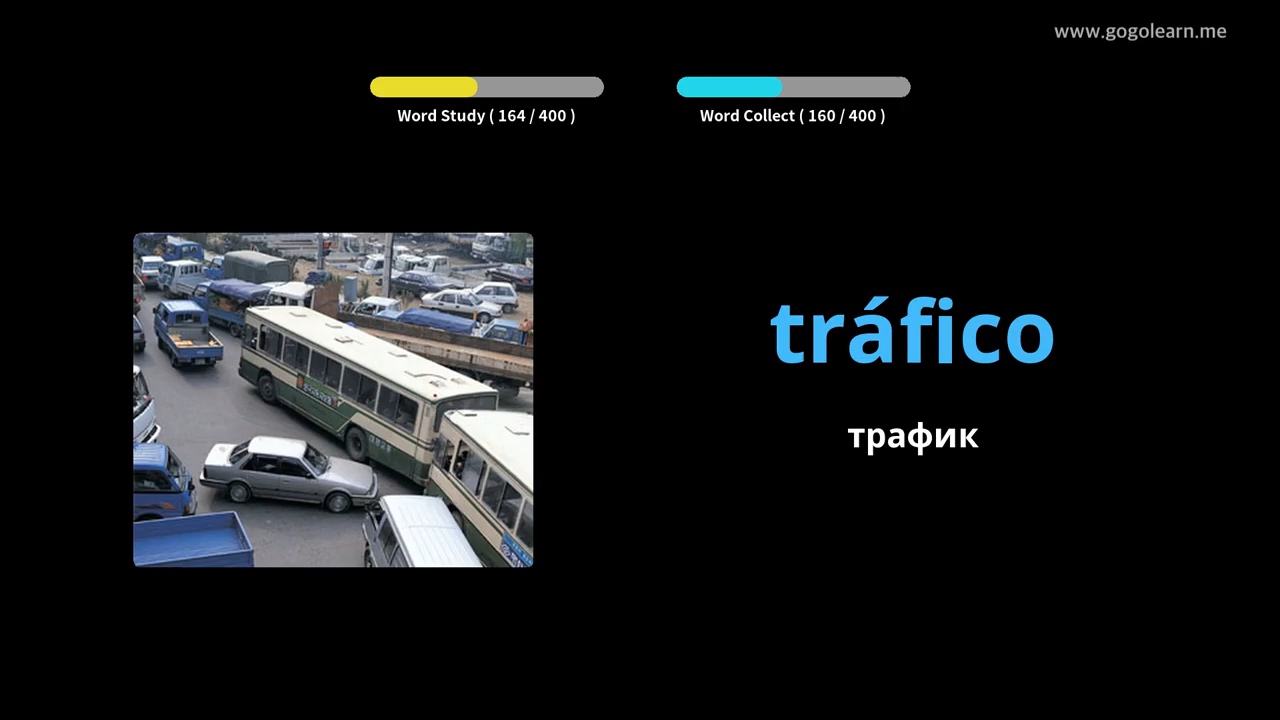 www.gogolearn.me
Word Study ( 164 / 400 )
Word Collect ( 160 / 400 )
tráfico
трафик